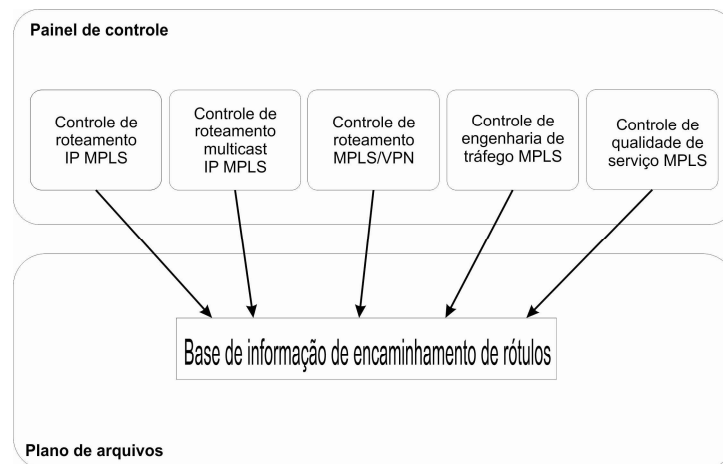 Painel de controle
Controle de
roteamento
IP MPLS
Controle de
roteamento
multicast
IP MPLS
Controle de
roteamento
MPLS/VPN
Controle de
engenharia de
tráfego MPLS
Controle de
qualidade de
serviço MPLS
Base de informação de encaminhamento de rótulos
Plano de arquivos